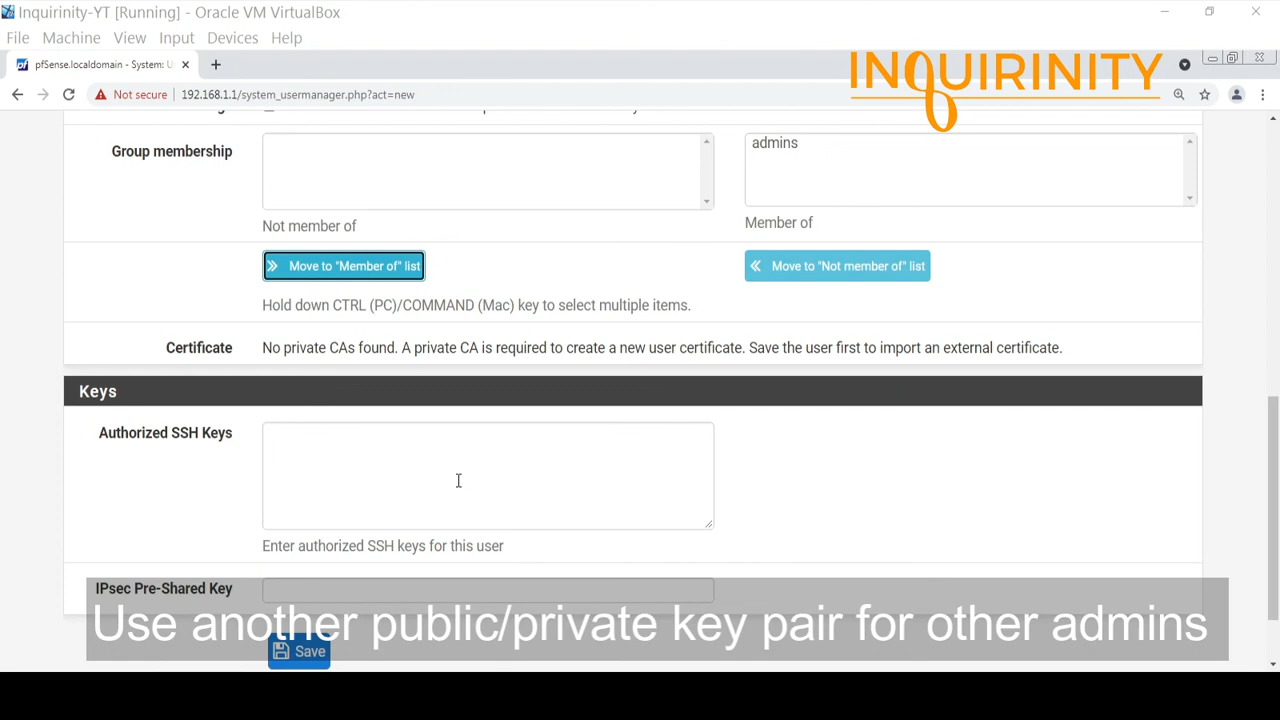 Inquirinity-YT [Running] - Oracle VM VirtualBox
File Machine View Input Devices Help
pfSense.localdomain - System: U
INQUIRINITY
Not secure 192.168.1.1/system_usermanager.php?act=new
Group membership
admins
Not member of
Member of
Move to "Member of" list
Move to "Not member of" list
Hold down CTRL (PC)/COMMAND (Mac) key to select multiple items.
Certificate No private CAs found. A private CA is required to create a new user certificate. Save the user first to import an external certificate.
Keys
Authorized SSH Keys
Enter authorized SSH keys for this user
IPsec Pre-Shared Key
Use another public/private key pair for other admins
Save